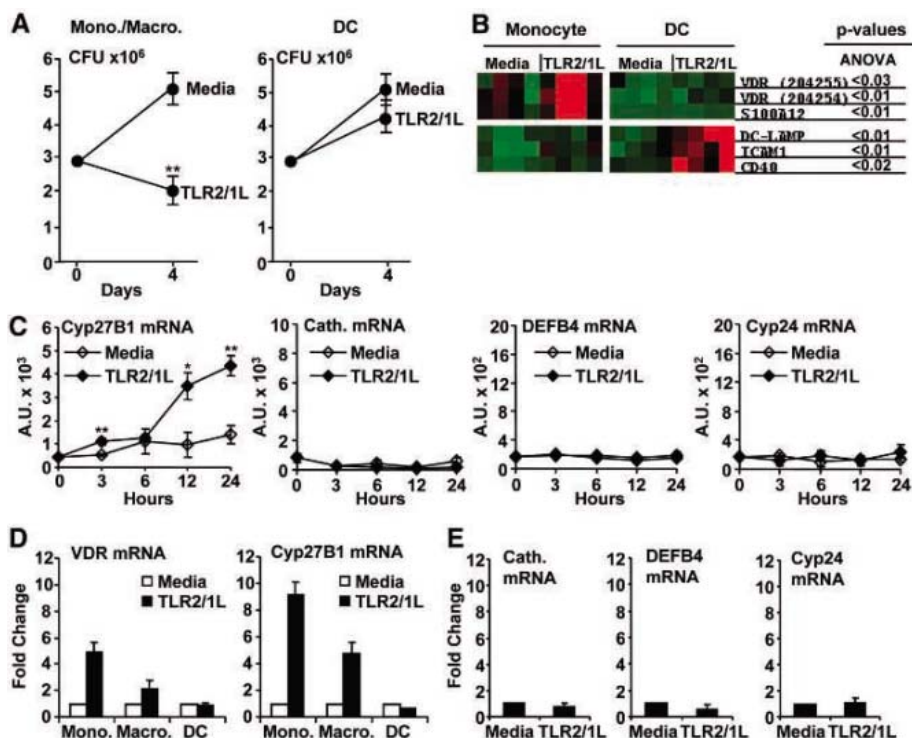 A
Mono./Macro.
CFU x10⁶
6
5
4
3
2
1
0
Media
**
TLR2/1L
0 4
Days
DC
CFU x10⁶
6
5
4
3
2
1
0
Media
TLR2/1L
0 4
Days
B
Monocyte DC p-values
Media TLR2/1L Media TLR2/1L ANOVA
VDR (204255) <0.03
VDR (204254) <0.01
S100A12 <0.01
DC-LAMP <0.01
ICAM1 <0.01
CD40 <0.02
C
Cyp27B1 mRNA
Media
TLR2/1L
A.U. x 10³
6
5
4
3
2
1
0
** * **
0 3 6 12 24
Hours
Cath. mRNA
Media
TLR2/1L
A.U. x 10³
10
8
6
4
2
0
0 3 6 12 24
Hours
DEFB4 mRNA
Media
TLR2/1L
A.U. x 10²
20
16
12
8
4
0
0 3 6 12 24
Hours
Cyp24 mRNA
Media
TLR2/1L
A.U. x 10²
20
16
12
8
4
0
0 3 6 12 24
Hours
D
VDR mRNA
Media
TLR2/1L
Fold Change
12
10
8
6
4
2
0
Mono. Macro. DC
Cyp27B1 mRNA
Media
TLR2/1L
12
10
8
6
4
2
0
Mono. Macro. DC
E
Cath.
mRNA
Fold Change
12
10
8
6
4
2
0
Media TLR2/1L
DEFB4
mRNA
12
10
8
6
4
2
0
Media TLR2/1L
Cyp24
mRNA
12
10
8
6
4
2
0
Media TLR2/1L